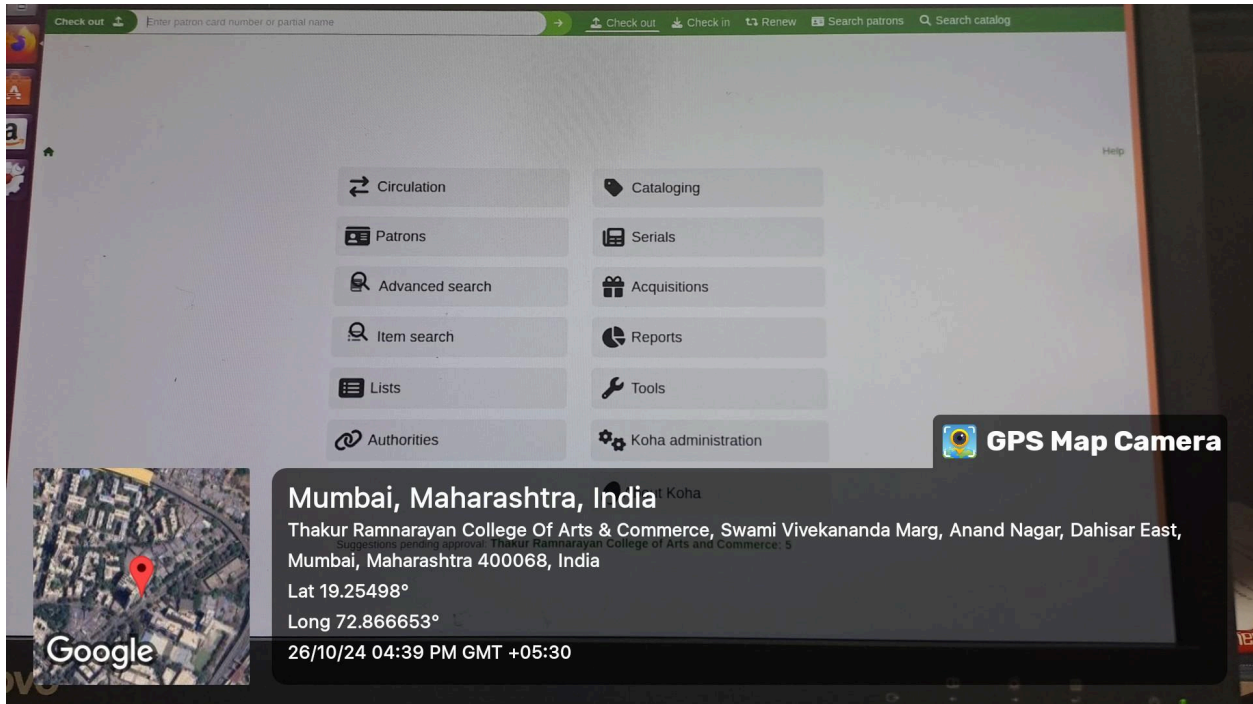 Check out
Enter patron card number or partial name
Check out Check in Renew Search patrons Search catalog
Help
Circulation
Cataloging
Patrons
Serials
Advanced search
Acquisitions
Item search
Reports
Lists
Tools
Authorities
Koha administration
Koha
Suggestions pending approval: Thakur Ramnarayan College of Arts and Commerce: 5
GPS Map Camera
Mumbai, Maharashtra, India
Thakur Ramnarayan College Of Arts & Commerce, Swami Vivekananda Marg, Anand Nagar, Dahisar East,
Mumbai, Maharashtra 400068, India
Lat 19.25498°
Long 72.866653°
26/10/24 04:39 PM GMT +05:30
Google